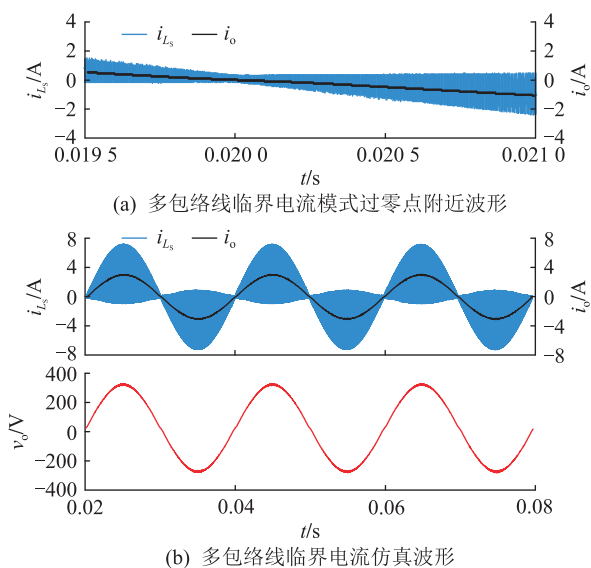 i_{L_S} i_o
4 4
2 2
0 0
−2 −2
−4 −4
i_{L_S}/A i_o/A
0.019 5 0.020 0 0.020 5 0.021 0
t/s
(a) 多包络线临界电流模式过零点附近波形
i_{L_S} i_o
8 8
4 4
0 0
−4 −4
−8 −8
i_{L_S}/A i_o/A
400
200
0
−200
−400
v_o/V
0.02 0.04 0.06 0.08
t/s
(b) 多包络线临界电流仿真波形